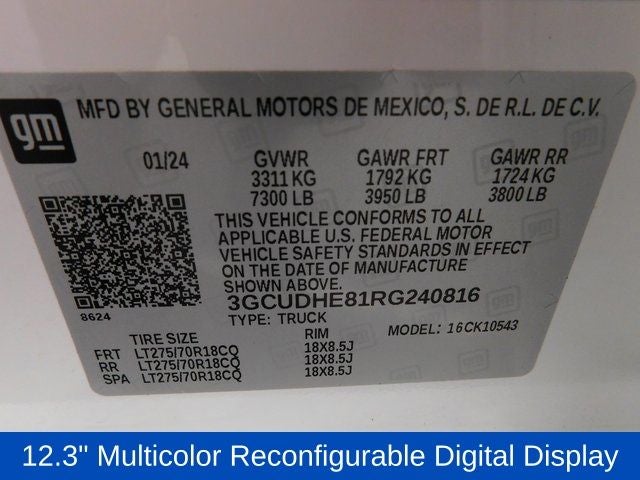 gm
MFD BY GENERAL MOTORS DE MEXICO, S. DE R.L. DE C.V.
01/24 GVWR GAWR FRT GAWR RR
3311 KG 1792 KG 1724 KG
7300 LB 3950 LB 3800 LB
THIS VEHICLE CONFORMS TO ALL
APPLICABLE U.S. FEDERAL MOTOR
VEHICLE SAFETY STANDARDS IN EFFECT
ON THE DATE OF MANUFACTURE
SHOWN ABOVE.
3GCUDHE81RG240816
8624 TYPE: TRUCK MODEL: 16CK10543
TIRE SIZE RIM
FRT LT275/70R18CQ 18X8.5J
RR LT275/70R18CQ 18X8.5J
SPA LT275/70R18CQ 18X8.5J
12.3" Multicolor Reconfigurable Digital Display